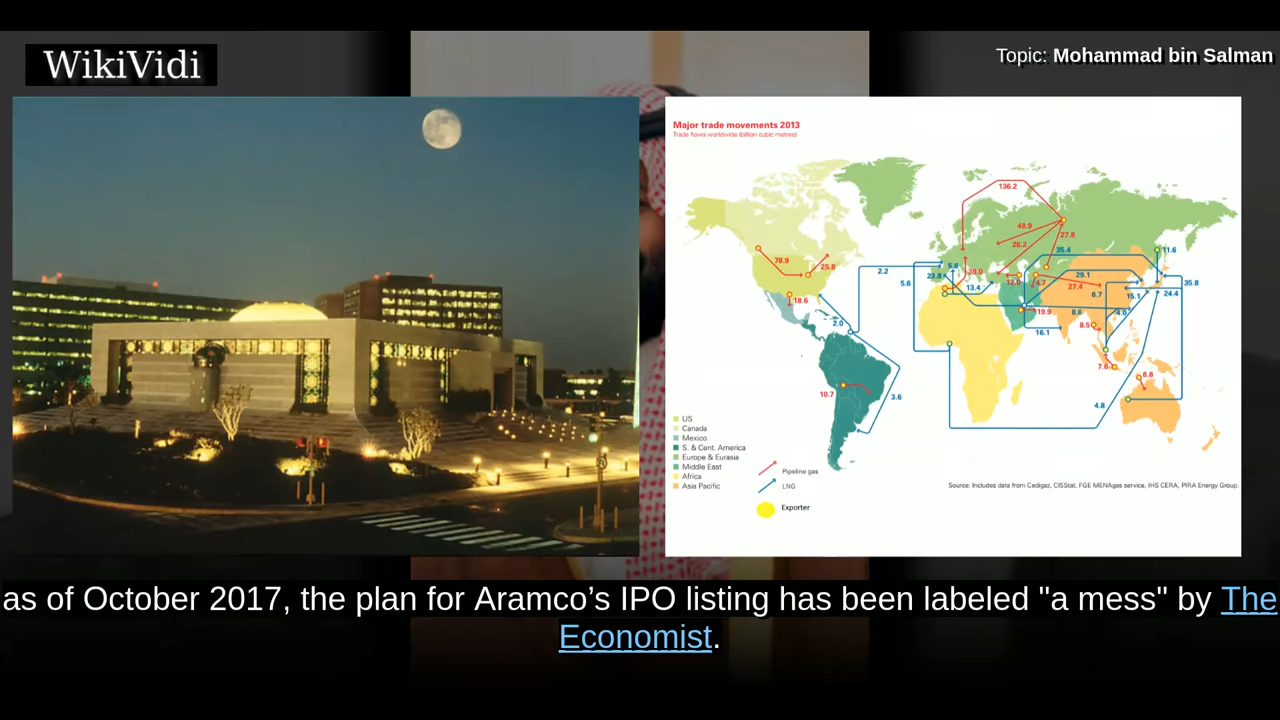 WikiVidi
Topic: Mohammad bin Salman
Major trade movements 2013
Trade flows worldwide (billion cubic metres)
136.2
40.9
27.8
26.2
35.4
11.6
78.9
25.8
2.2
5.6
30.0
23.8
29.1
5.6
13.4
12.0
4.7
27.4
35.8
6.7
15.1
24.4
18.6
19.9
8.6
4.0
2.0
16.1
8.5
7.6
6.8
10.7
3.6
4.8
US
Canada
Mexico
S. & Cent. America
Europe & Eurasia
Middle East
Africa
Asia Pacific
Pipeline gas
LNG
Exporter
Source: Includes data from Cedigaz, CISStat, FGE MENAgas service, IHS CERA, PIRA Energy Group.
as of October 2017, the plan for Aramco’s IPO listing has been labeled "a mess" by The
Economist.